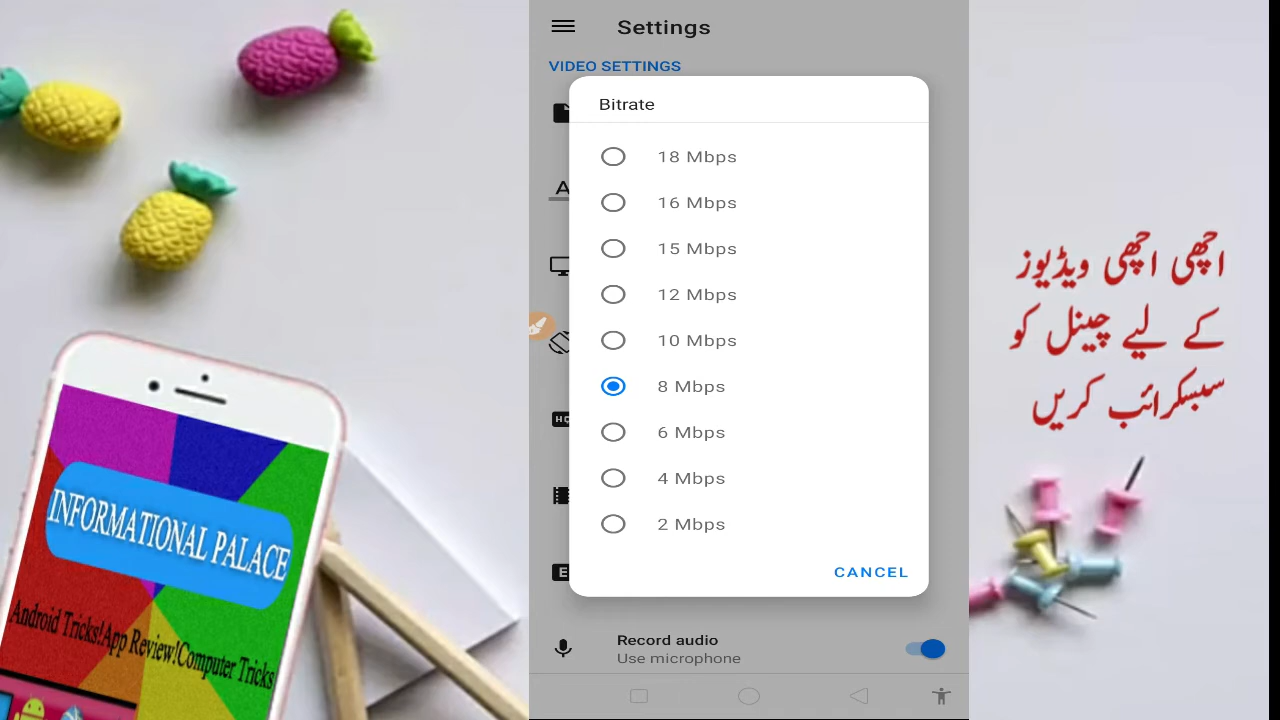 Settings
VIDEO SETTINGS
Bitrate
18 Mbps
16 Mbps
15 Mbps
12 Mbps
10 Mbps
8 Mbps
6 Mbps
4 Mbps
2 Mbps
CANCEL
Record audio
Use microphone
INFORMATIONAL PALACE
Android Tricks!App Review!Computer Tricks
اچھی اچھی ویڈیوز
کے لیے چینل کو
سبسکرائب کریں